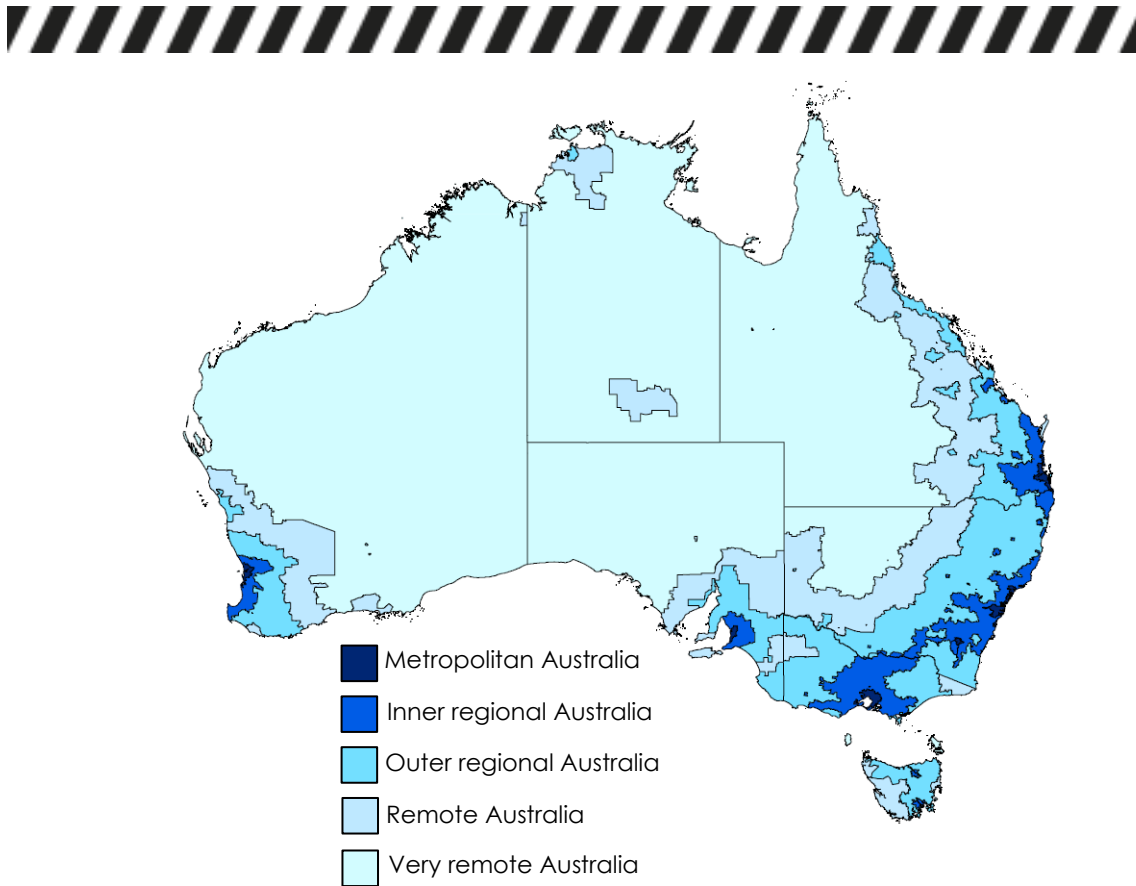 Metropolitan Australia
Inner regional Australia
Outer regional Australia
Remote Australia
Very remote Australia